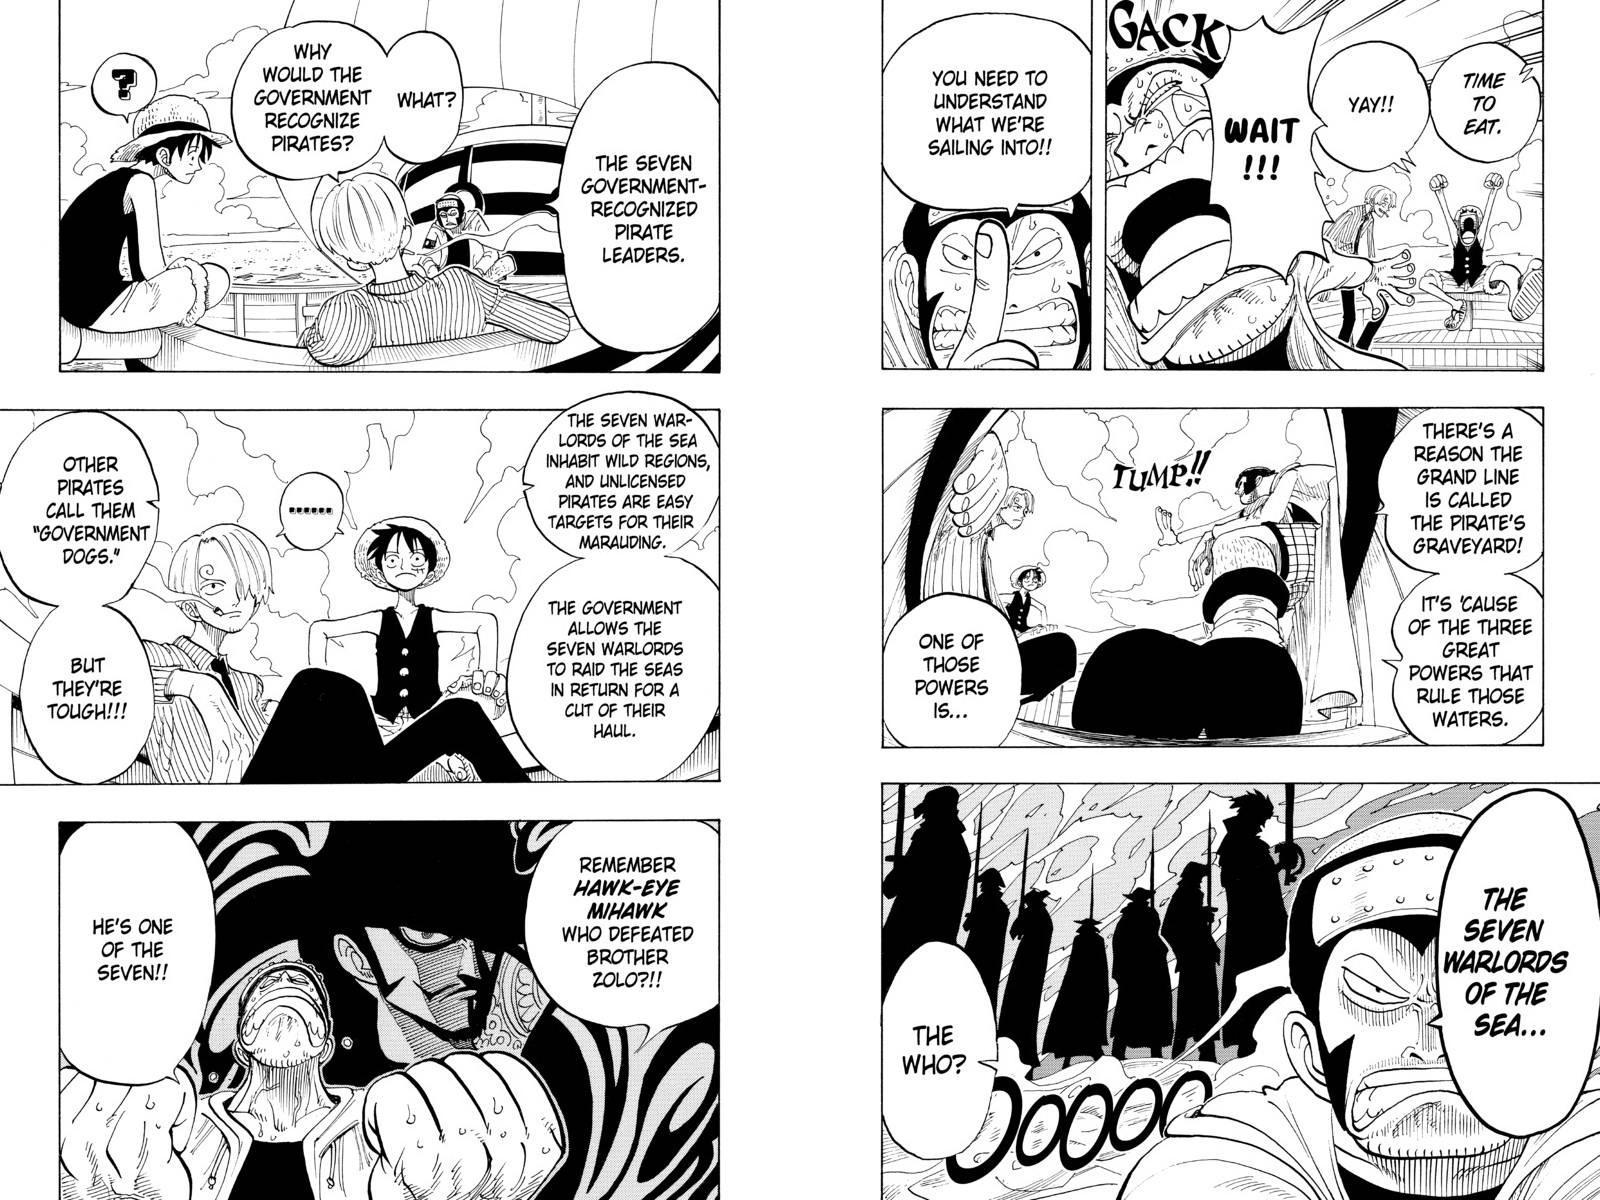 TIME
TO
EAT.
YAY!!
WAIT
!!!
GACK
YOU NEED TO
UNDERSTAND
WHAT WE'RE
SAILING INTO!!
THERE'S A
REASON THE
GRAND LINE
IS CALLED
THE PIRATE'S
GRAVEYARD!
IT'S 'CAUSE
OF THE THREE
GREAT
POWERS THAT
RULE THOSE
WATERS.
TUMP!!
ONE OF
THOSE
POWERS
IS...
THE
SEVEN
WARLORDS
OF THE
SEA...
THE
WHO?
OOOOO
THE SEVEN
GOVERNMENT-
RECOGNIZED
PIRATE
LEADERS.
WHAT?
WHY
WOULD THE
GOVERNMENT
RECOGNIZE
PIRATES?
?
THE SEVEN WAR-
LORDS OF THE SEA
INHABIT WILD REGIONS,
AND UNLICENSED
PIRATES ARE EASY
TARGETS FOR THEIR
MARAUDING.
THE GOVERNMENT
ALLOWS THE
SEVEN WARLORDS
TO RAID THE SEAS
IN RETURN FOR A
CUT OF THEIR
HAUL.
......
OTHER
PIRATES
CALL THEM
"GOVERNMENT
DOGS."
BUT
THEY'RE
TOUGH!!!
REMEMBER
HAWK-EYE
MIHAWK
WHO DEFEATED
BROTHER
ZOLO?!!
HE'S ONE
OF THE
SEVEN!!